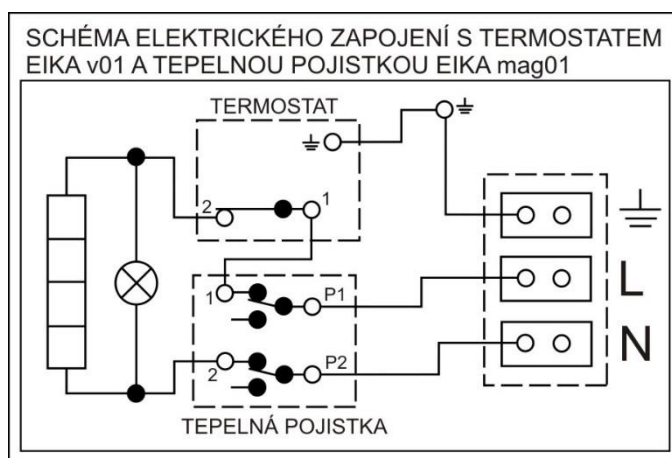 SCHÉMA ELEKTRICKÉHO ZAPOJENÍ S TERMOSTATEM
EIKA v01 A TEPELNOU POJISTKOU EIKA mag01
TERMOSTAT
2 1
1 P1
L
2 P2
N
TEPELNÁ POJISTKA